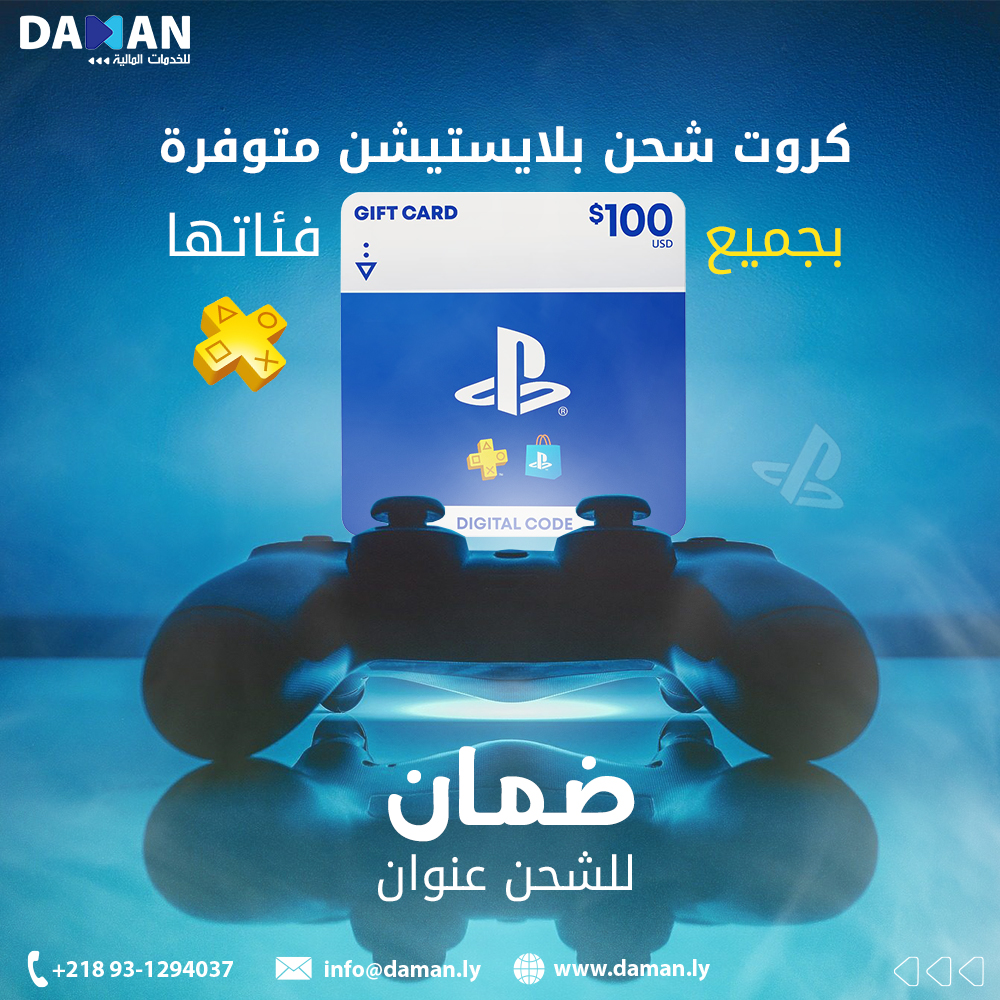 DAMAN
للخدمات المالية
كروت شحن بلايستيشن متوفرة
بجميع فئاتها
GIFT CARD
$100
USD
®
DIGITAL CODE
ضمان
للشحن عنوان
+218 93-1294037
info@daman.ly
www.daman.ly